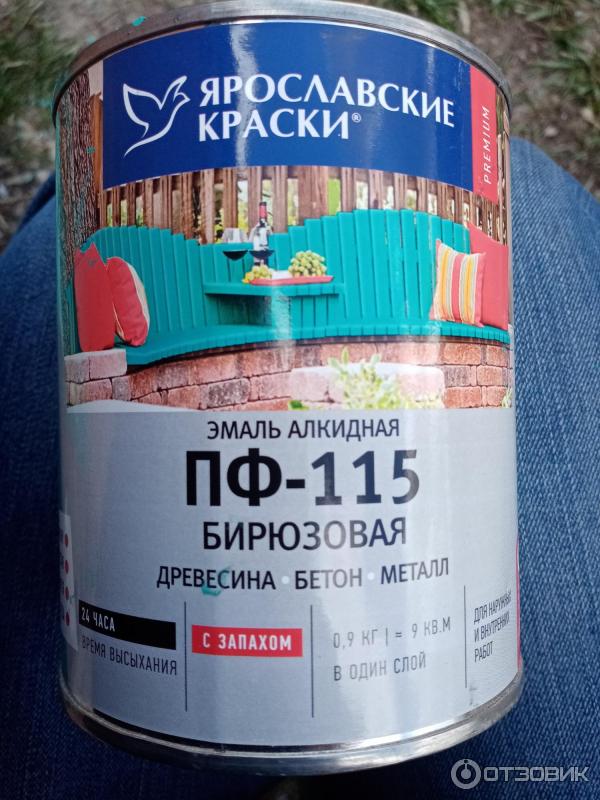 ЯРОСЛАВСКИЕ
КРАСКИ®
PREMIUM
ЭМАЛЬ АЛКИДНАЯ
ПФ-115
БИРЮЗОВАЯ
ДРЕВЕСИНА • БЕТОН • МЕТАЛЛ
24 ЧАСА
ВРЕМЯ ВЫСЫХАНИЯ
С ЗАПАХОМ
0,9 КГ | = 9 КВ.М
В ОДИН СЛОЙ
ДЛЯ НАРУЖНЫХ
И ВНУТРЕННИХ
РАБОТ
ОТЗОВИК